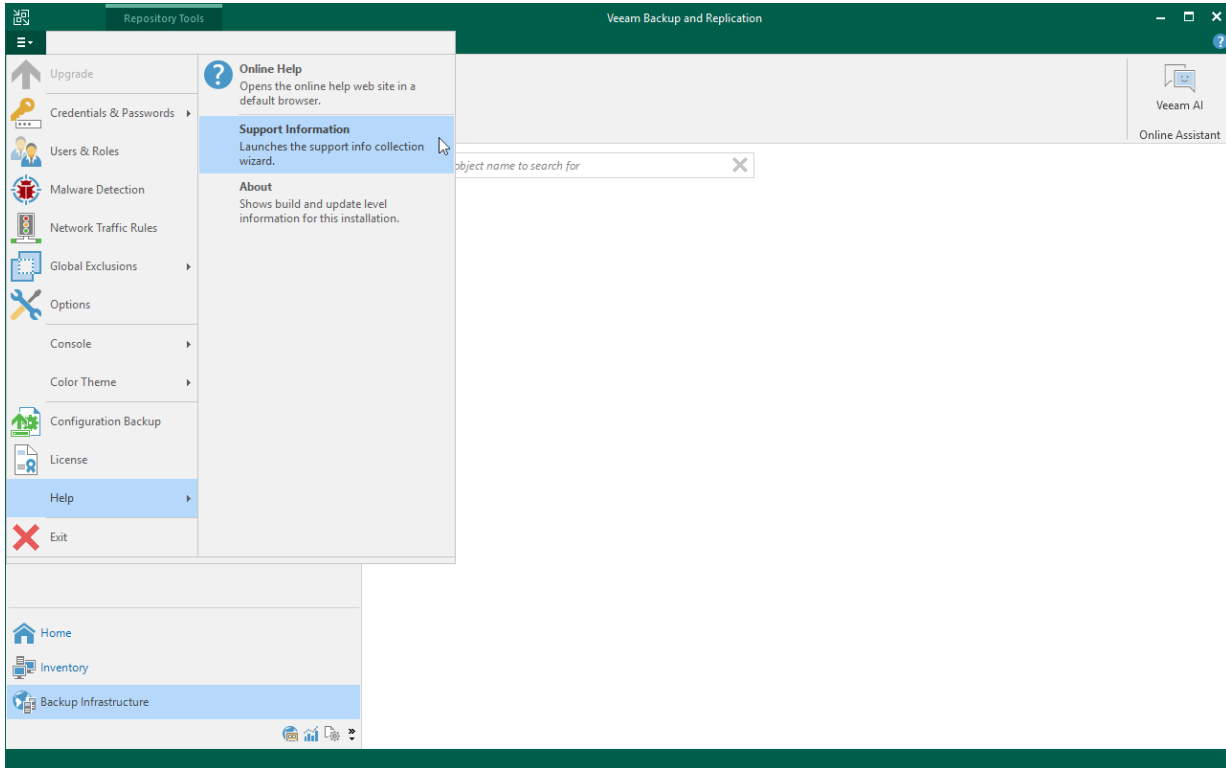 Repository Tools
Veeam Backup and Replication
Upgrade
Credentials & Passwords
Users & Roles
Malware Detection
Network Traffic Rules
Global Exclusions
Options
Console
Color Theme
Configuration Backup
License
Help
Exit
Online Help
Opens the online help web site in a
default browser.
Support Information
Launches the support info collection
wizard.
About
Shows build and update level
information for this installation.
Veeam AI
Online Assistant
object name to search for
Home
Inventory
Backup Infrastructure